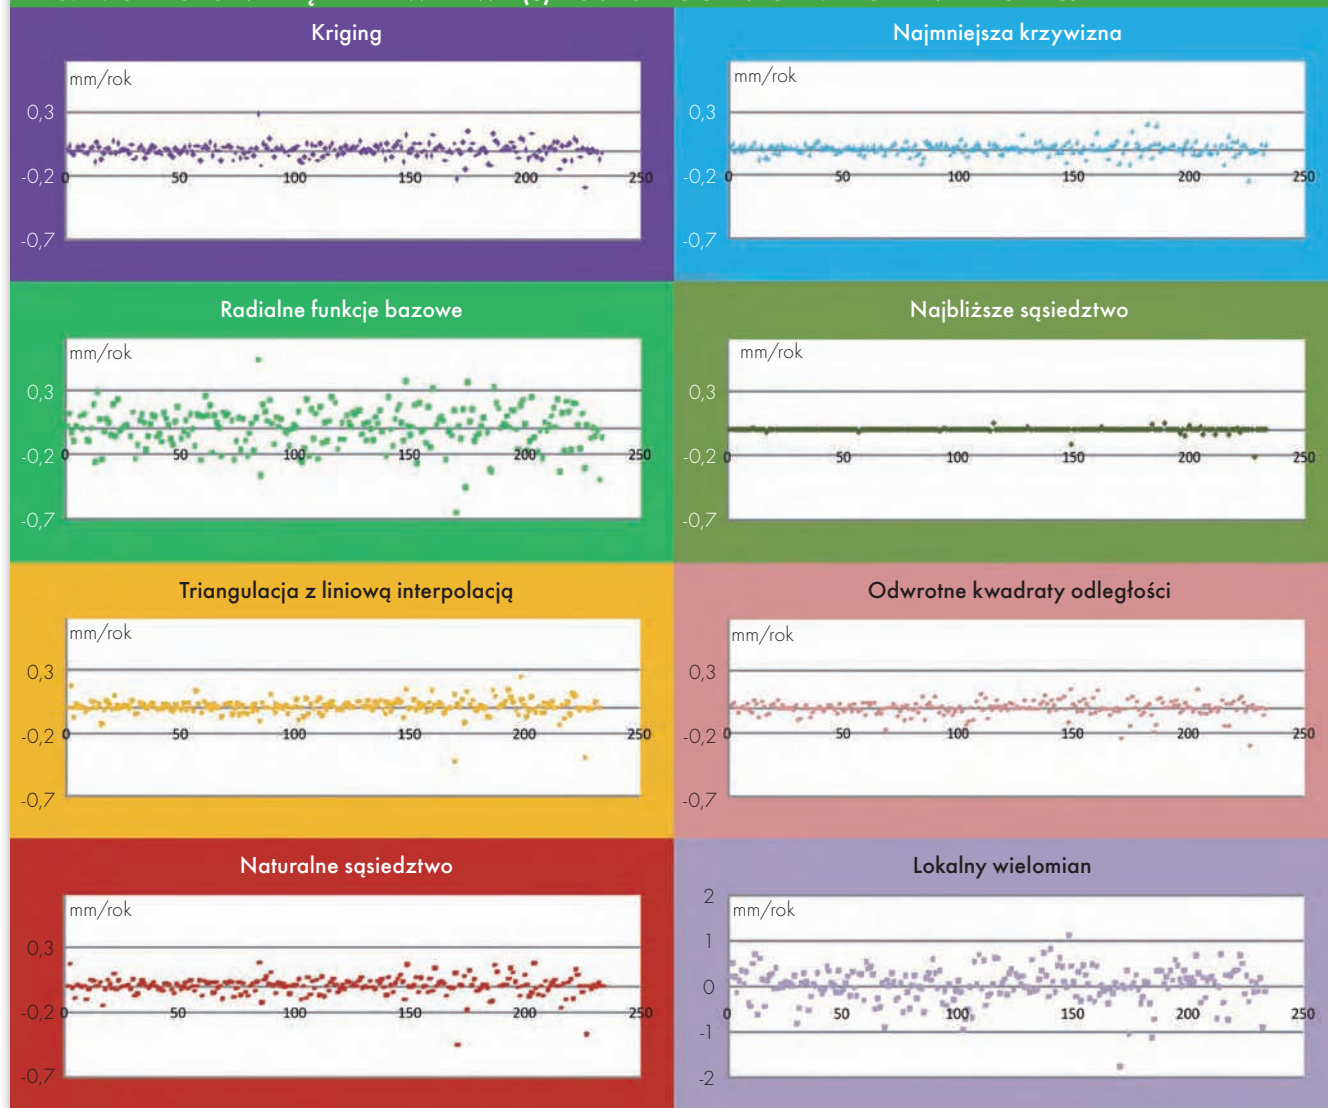 Kriging
mm/rok
0,3
-0,2
0 50 100 150 200 250
-0,7
Najmniejsza krzywizna
mm/rok
0,3
-0,2
0 50 100 150 200 250
-0,7
Radialne funkcje bazowe
mm/rok
0,3
-0,2
0 50 100 150 200 250
-0,7
Najbliższe sąsiedztwo
mm/rok
0,3
-0,2
0 50 100 150 200 250
-0,7
Triangulacja z liniową interpolacją
mm/rok
0,3
-0,2
0 50 100 150 200 250
-0,7
Odwrotne kwadraty odległości
mm/rok
0,3
-0,2
0 50 100 150 200 250
-0,7
Naturalne sąsiedztwo
mm/rok
0,3
-0,2
0 50 100 150 200 250
-0,7
Lokalny wielomian
2
mm/rok
1
0
0 50 100 150 200 250
-1
-2